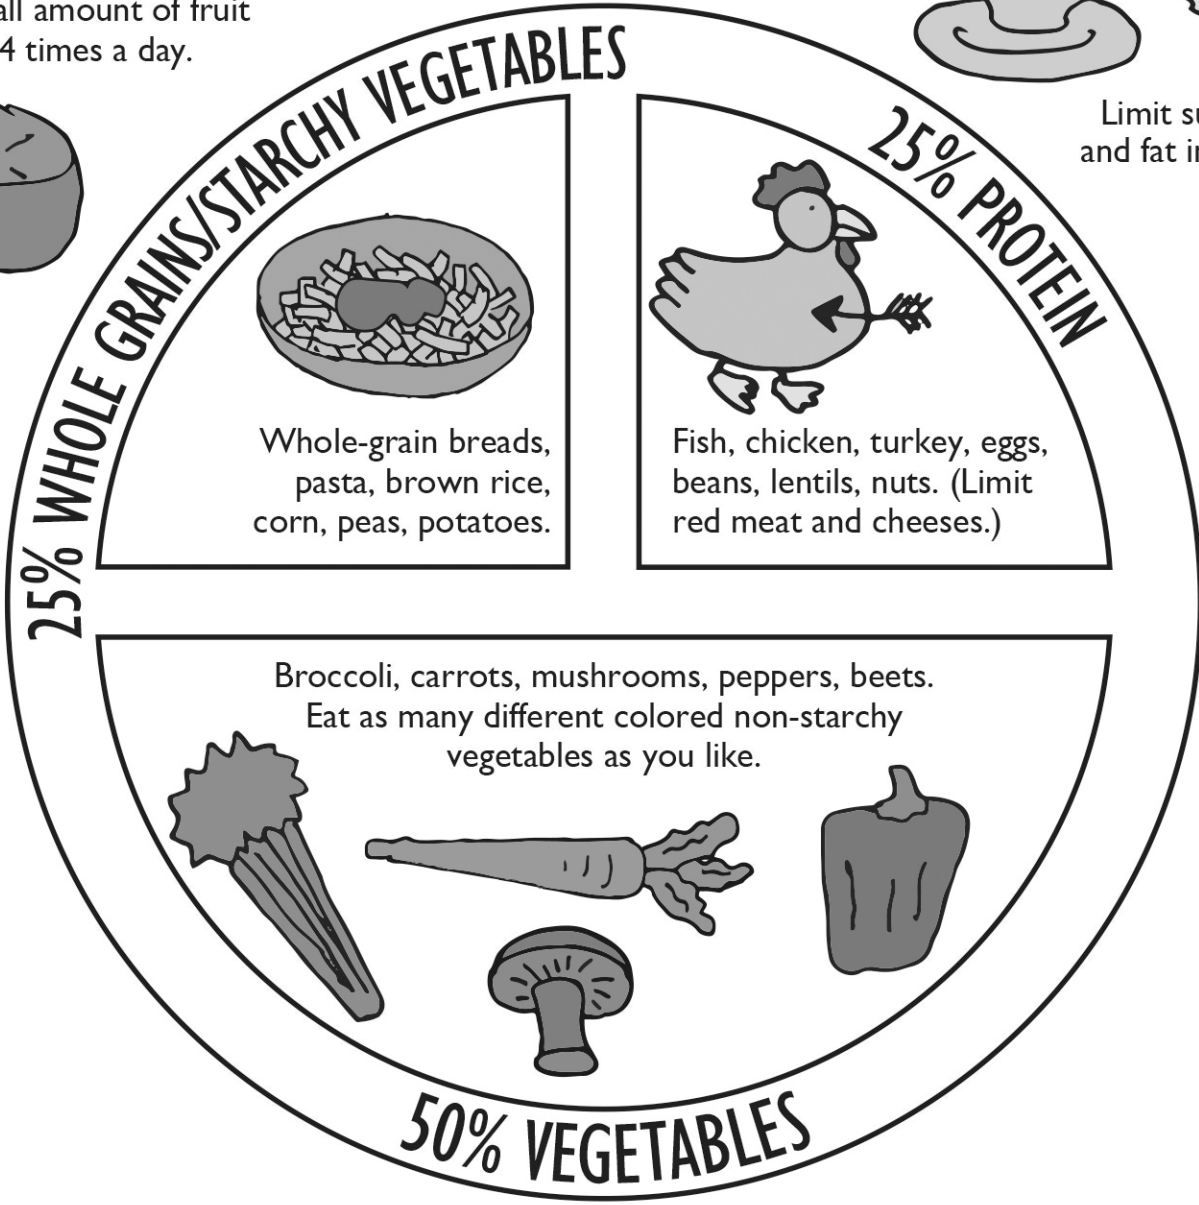 all amount of fruit
4 times a day.
Limit su
and fat in
25% WHOLE GRAINS/STARCHY VEGETABLES
25% PROTEIN
Whole-grain breads,
pasta, brown rice,
corn, peas, potatoes.
Fish, chicken, turkey, eggs,
beans, lentils, nuts. (Limit
red meat and cheeses.)
Broccoli, carrots, mushrooms, peppers, beets.
Eat as many different colored non-starchy
vegetables as you like.
50% VEGETABLES